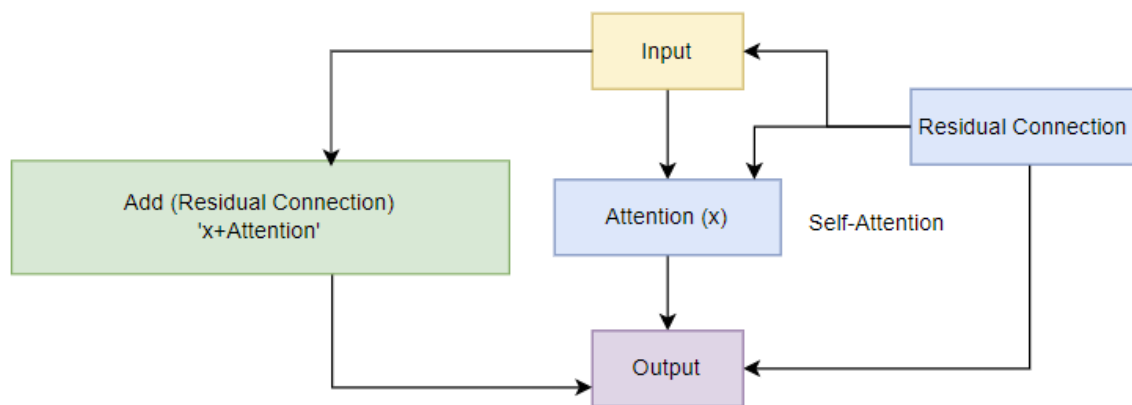 Input
Residual Connection
Add (Residual Connection)
'x+Attention'
Attention (x)
Self-Attention
Output